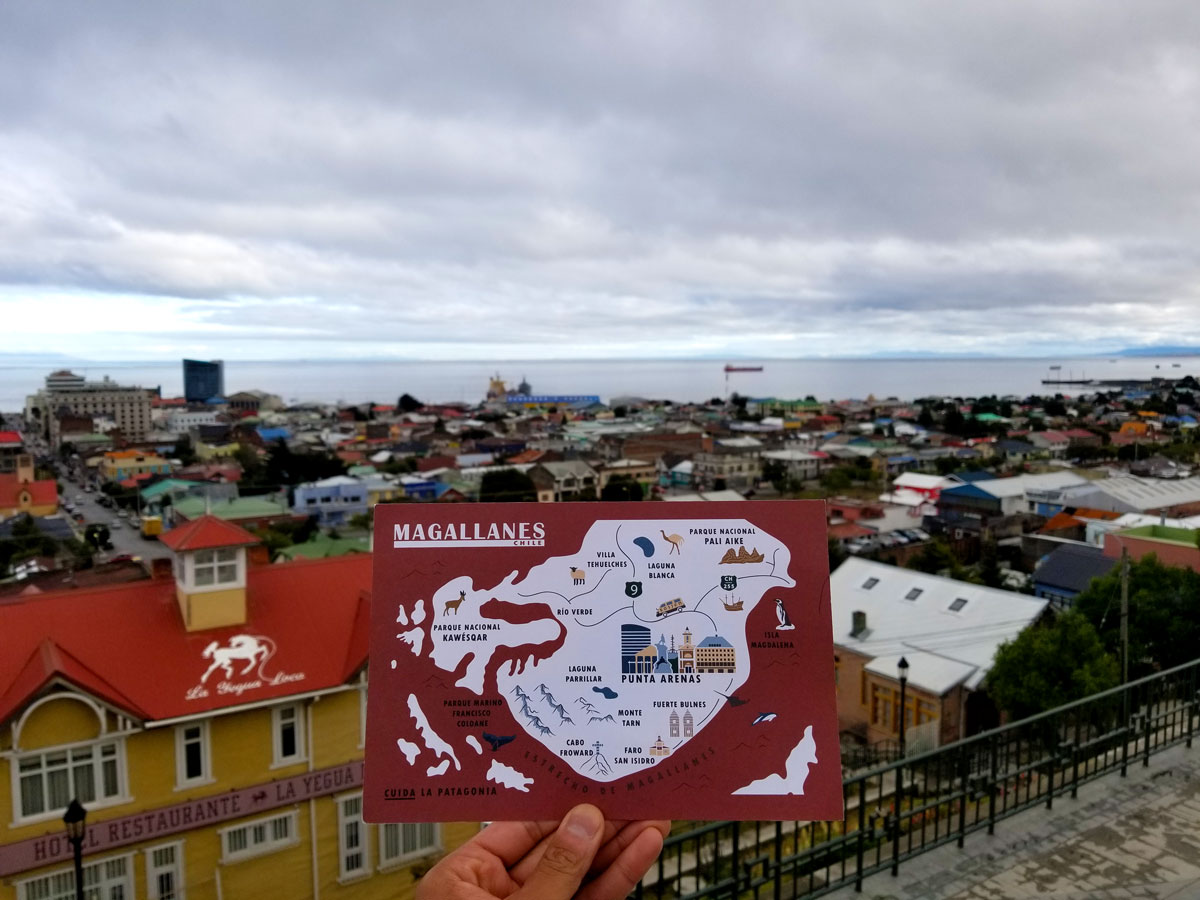 MAGALLANES
CHILE
PARQUE NACIONAL
PALI AIKE
VILLA
TEHUELCHES
LAGUNA
BLANCA
9
CH
255
RÍO VERDE
PARQUE NACIONAL
KAWÉSQAR
ISLA
MAGDALENA
LAGUNA
PARRILLAR
PUNTA ARENAS
PARQUE MARINO
FRANCISCO
COLOANE
MONTE
TARN
FUERTE BULNES
CABO
FROWARD
FARO
SAN ISIDRO
ESTRECHO DE MAGALLANES
CUIDA LA PATAGONIA
La Yegua Loca
HOTEL RESTAURANTE LA YEGUA